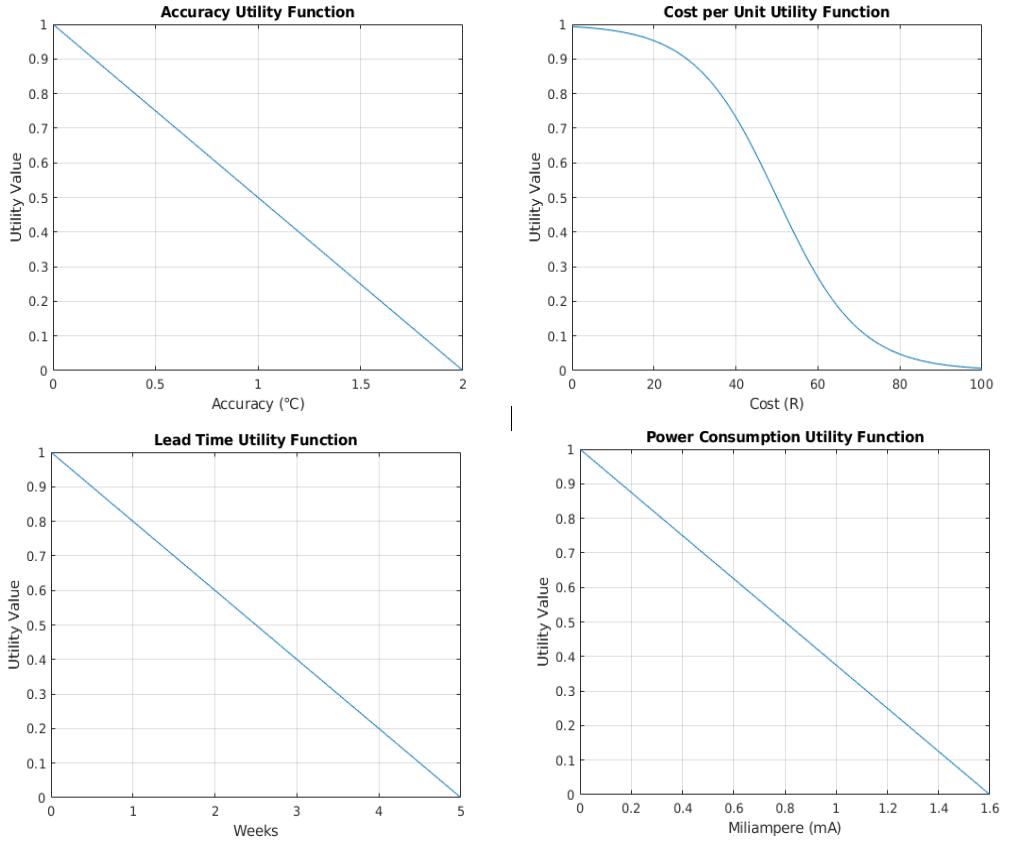 Accuracy Utility Function
1
0.9
0.8
0.7
0.6
0.5
0.4
0.3
0.2
0.1
0
Utility Value
0 0.5 1 1.5 2
Accuracy (°C)
Cost per Unit Utility Function
1
0.9
0.8
0.7
0.6
0.5
0.4
0.3
0.2
0.1
0
Utility Value
0 20 40 60 80 100
Cost (R)
Lead Time Utility Function
1
0.9
0.8
0.7
0.6
0.5
0.4
0.3
0.2
0.1
0
Utility Value
0 1 2 3 4 5
Weeks
Power Consumption Utility Function
1
0.9
0.8
0.7
0.6
0.5
0.4
0.3
0.2
0.1
0
Utility Value
0 0.2 0.4 0.6 0.8 1 1.2 1.4 1.6
Miliampere (mA)